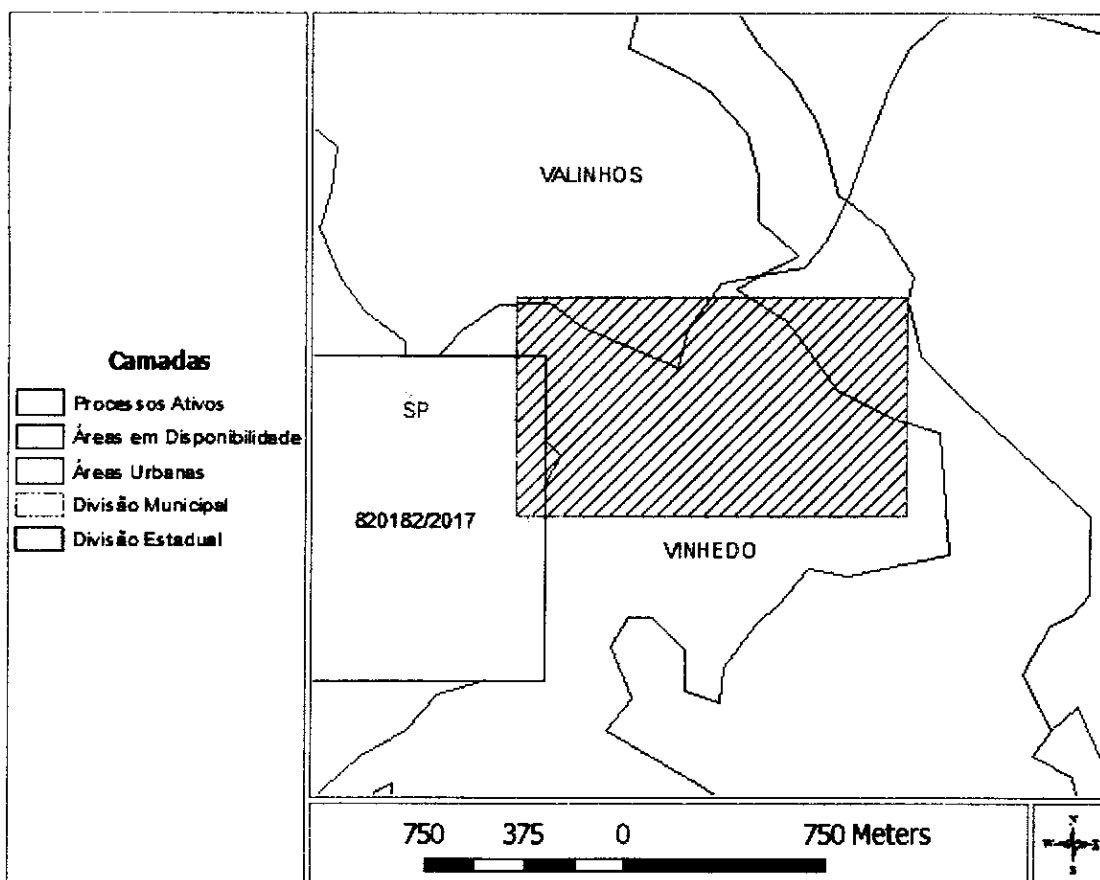 Camadas
Processos Ativos
Áreas em Disponibilidade
Áreas Urbanas
Divisão Municipal
Divisão Estadual
VALINHOS
SP
820182/2017
VINHEDO
750 375 0 750 Meters
N
W E
S